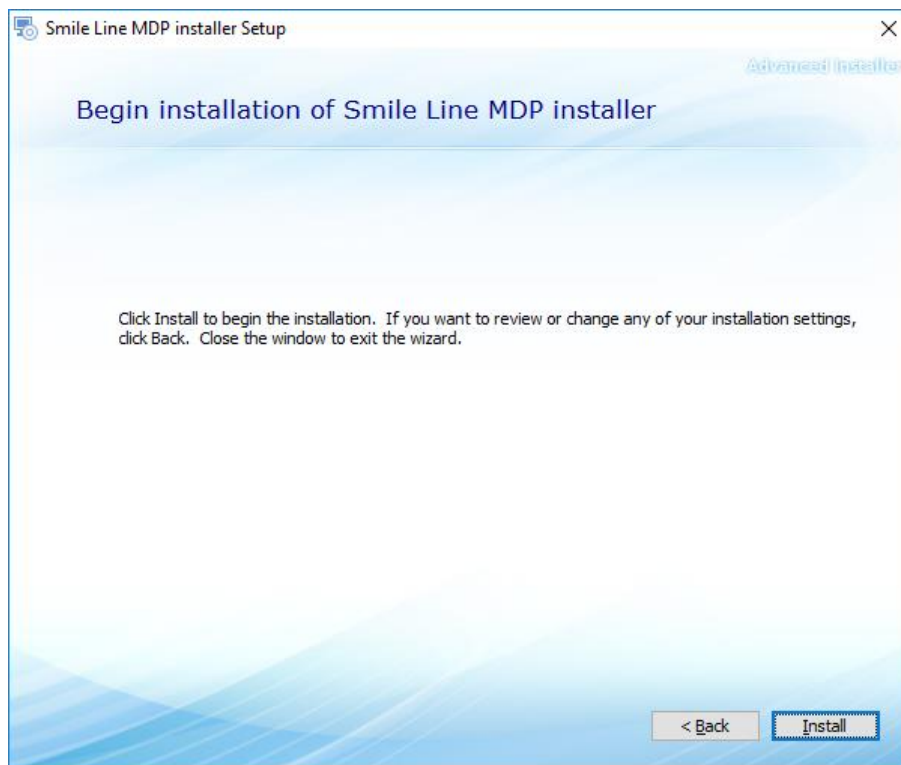 Smile Line MDP installer Setup
Advanced Installer
Begin installation of Smile Line MDP installer
Click Install to begin the installation.  If you want to review or change any of your installation settings,
click Back.  Close the window to exit the wizard.
< Back
Install